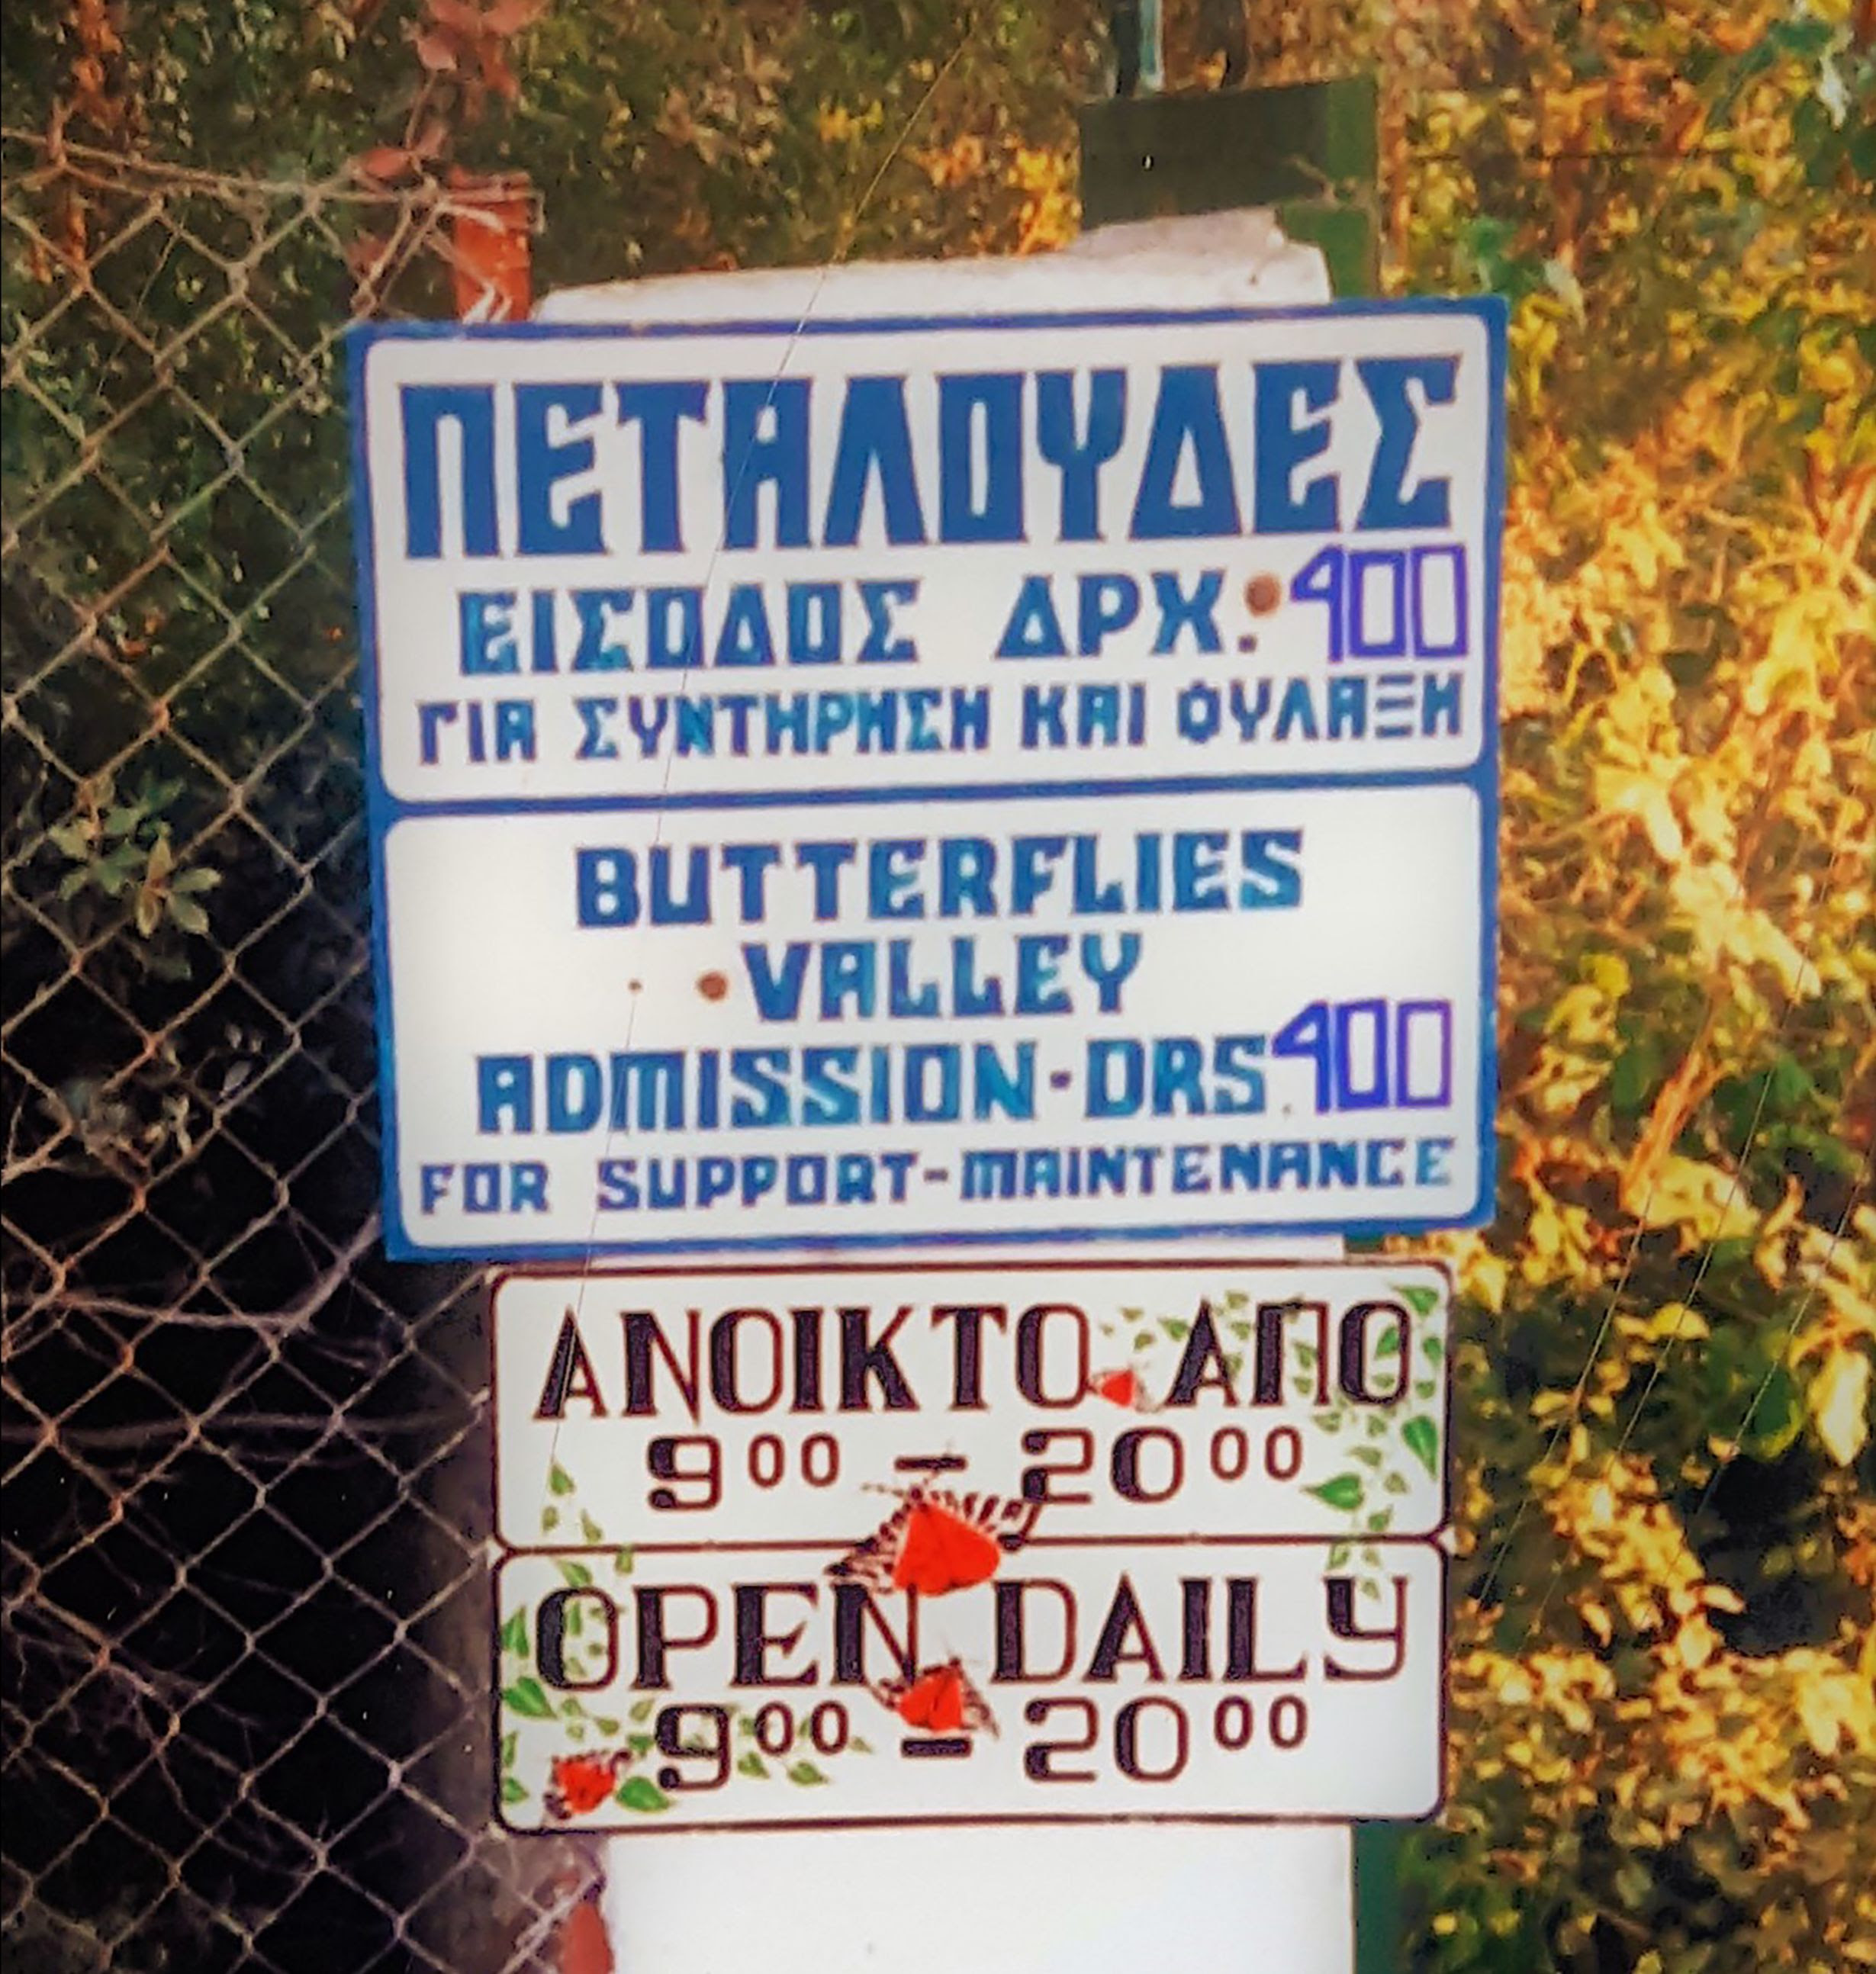 ΠΕΤΑΛΟΥΔΕΣ
ΕΙΣΟΔΟΣ ΔΡΧ. 400
ΓΙΑ ΣΥΝΤΗΡΗΣΗ ΚΑΙ ΦΥΛΑΞΗ
BUTTERFLIES
VALLEY
ADMISSION-DRS 400
FOR SUPPORT-MAINTENANCE
ΑΝΟΙΚΤΟ ΑΠΟ
9⁰⁰ - 20⁰⁰
OPEN DAILY
9⁰⁰ - 20⁰⁰